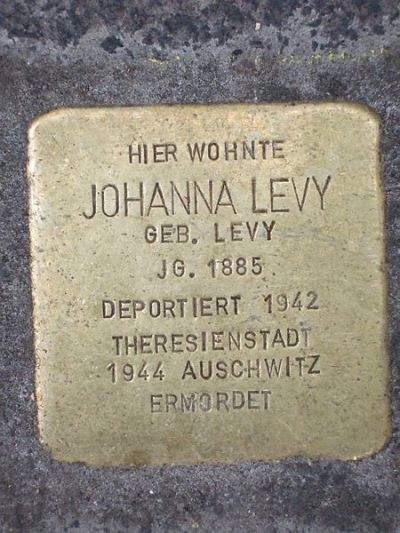 HIER WOHNTE
JOHANNA LEVY
GEB. LEVY
JG. 1885
DEPORTIERT 1942
THERESIENSTADT
1944 AUSCHWITZ
ERMORDET